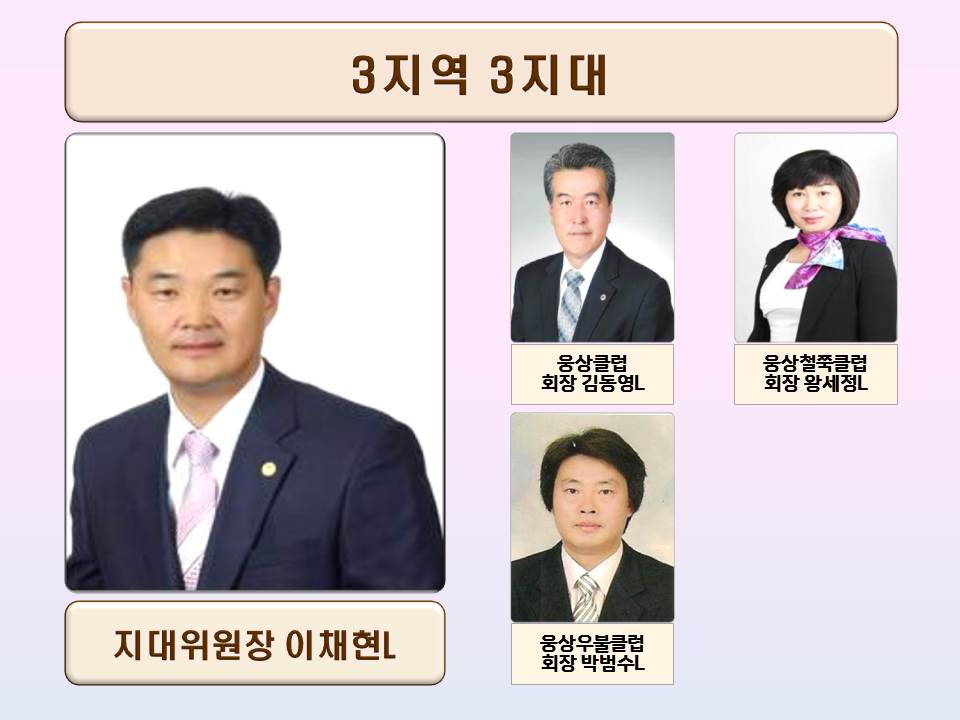 3지역 3지대
지대위원장 이채현L
웅상클럽
회장 김동영L
웅상철쭉클럽
회장 왕세정L
웅상우불클럽
회장 박범수L